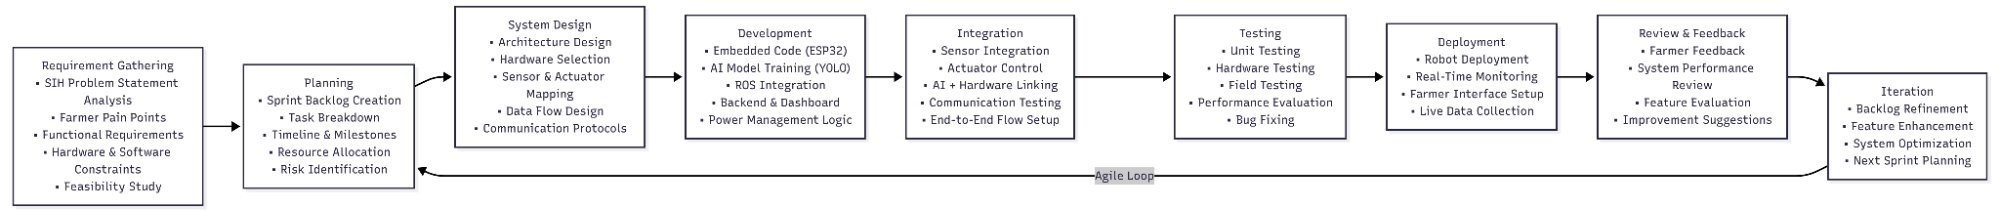 Requirement Gathering
▪ SIH Problem Statement
Analysis
▪ Farmer Pain Points
▪ Functional Requirements
▪ Hardware & Software
Constraints
▪ Feasibility Study
Planning
▪ Sprint Backlog Creation
▪ Task Breakdown
▪ Timeline & Milestones
▪ Resource Allocation
▪ Risk Identification
System Design
▪ Architecture Design
▪ Hardware Selection
▪ Sensor & Actuator
Mapping
▪ Data Flow Design
▪ Communication Protocols
Development
▪ Embedded Code (ESP32)
▪ AI Model Training (YOLO)
▪ ROS Integration
▪ Backend & Dashboard
▪ Power Management Logic
Integration
▪ Sensor Integration
▪ Actuator Control
▪ AI + Hardware Linking
▪ Communication Testing
▪ End-to-End Flow Setup
Testing
▪ Unit Testing
▪ Hardware Testing
▪ Field Testing
▪ Performance Evaluation
▪ Bug Fixing
Deployment
▪ Robot Deployment
▪ Real-Time Monitoring
▪ Farmer Interface Setup
▪ Live Data Collection
Review & Feedback
▪ Farmer Feedback
▪ System Performance
Review
▪ Feature Evaluation
▪ Improvement Suggestions
Iteration
▪ Backlog Refinement
▪ Feature Enhancement
▪ System Optimization
▪ Next Sprint Planning
Agile Loop